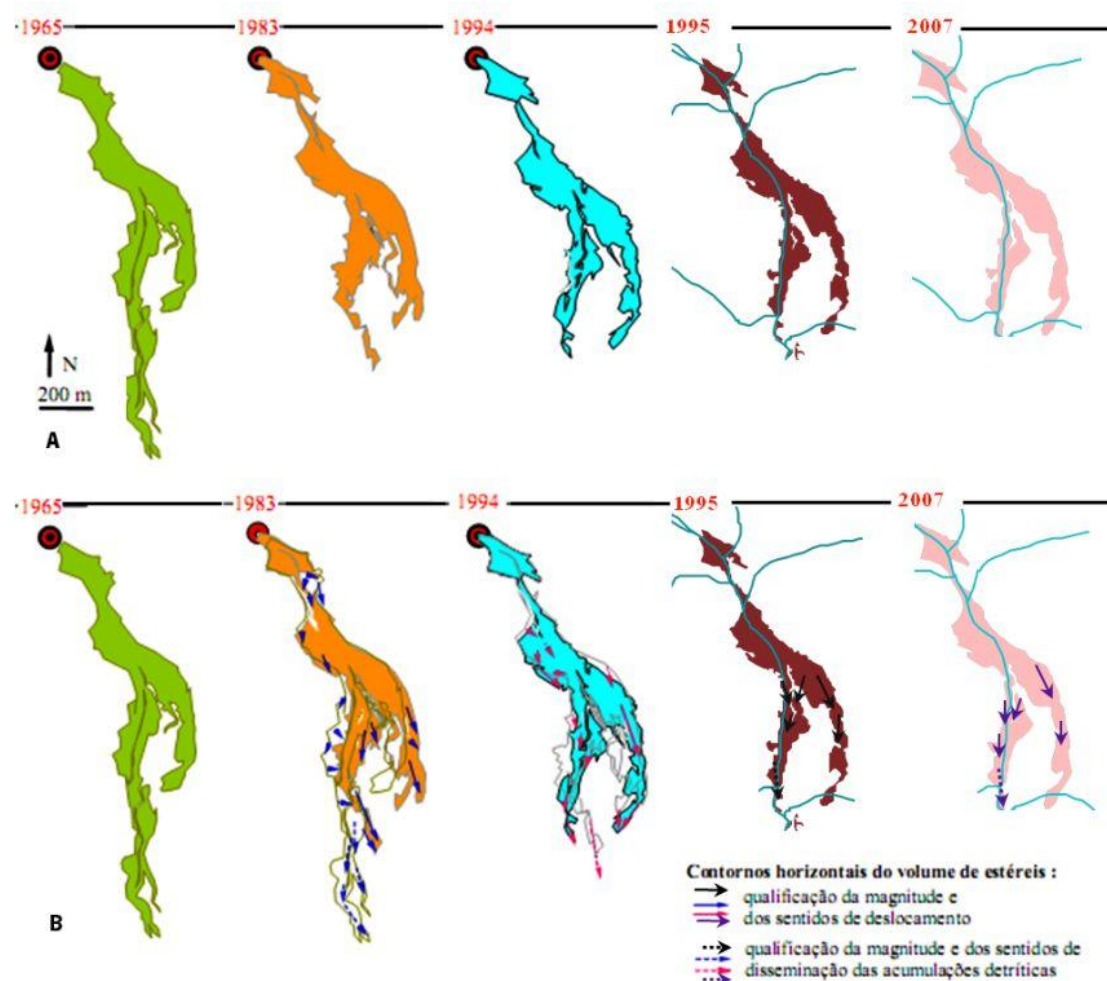 1965 1983 1994 1995 2007
N
200 m
A
1965 1983 1994 1995 2007
Contornos horizontais do volume de estéreis :
qualificação da magnitude e
dos sentidos de deslocamento
qualificação da magnitude e dos sentidos de
disseminação das acumulações detríticas
B